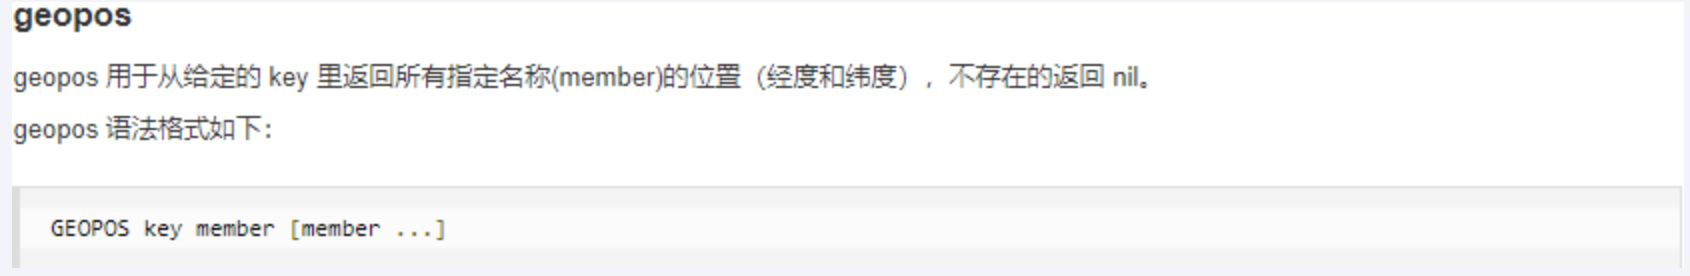 geopos
geopos 用于从给定的 key 里返回所有指定名称(member)的位置（经度和纬度），不存在的返回 nil。
geopos 语法格式如下：
GEOPOS key member [member ...]